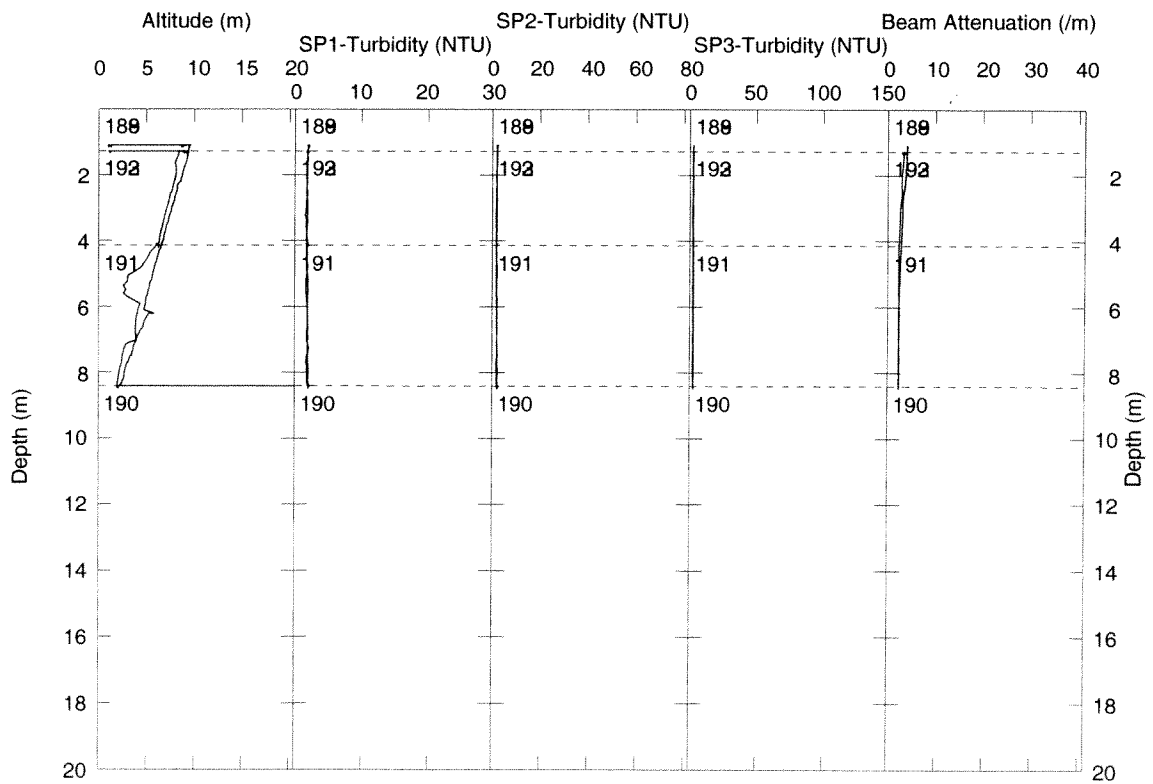 Altitude (m) SP2-Turbidity (NTU) Beam Attenuation (/m)
SP1-Turbidity (NTU) SP3-Turbidity (NTU)
0 5 10 15 20 0 20 40 60 80 0 10 20 30 40
0 10 20 30 0 50 100 150
189 189 189 189
192 192 192 192 192
2 2
4 4
191 191 191 191 191
6 6
8 8
190 190 190 190 190
Depth (m) Depth (m)
10 10
12 12
14 14
16 16
18 18
20 20